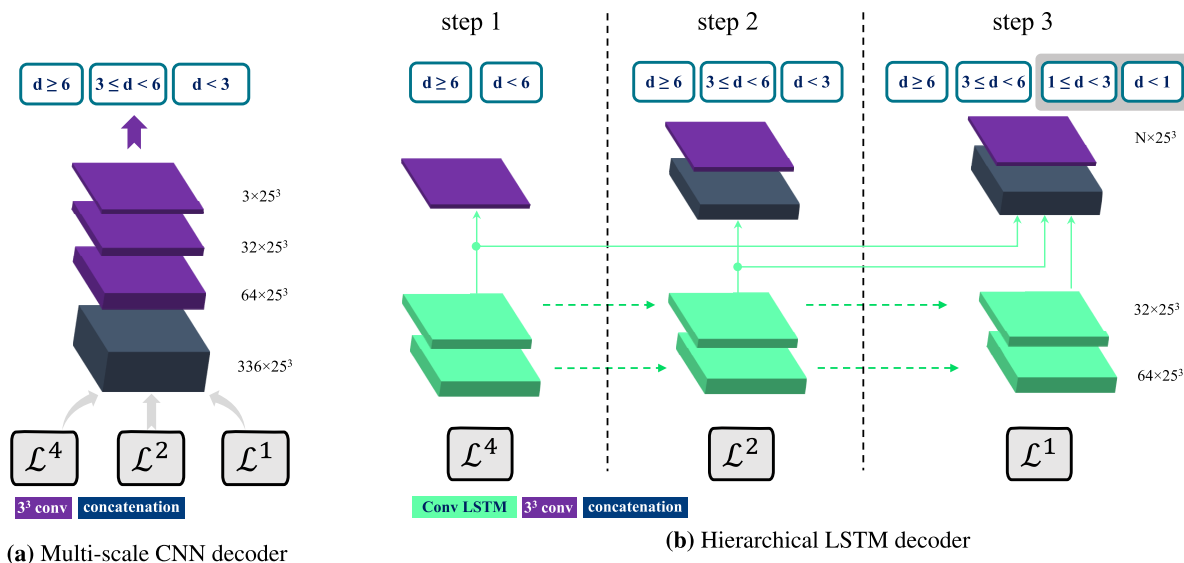 step 1
step 2
step 3
d ≥ 6
3 ≤ d < 6
d < 3
d ≥ 6
d < 6
d ≥ 6
3 ≤ d < 6
d < 3
d ≥ 6
3 ≤ d < 6
1 ≤ d < 3
d < 1
3×25³
32×25³
64×25³
336×25³
N×25³
32×25³
64×25³
ℒ⁴
ℒ²
ℒ¹
ℒ⁴
ℒ²
ℒ¹
3³ conv
concatenation
Conv LSTM
3³ conv
concatenation
(a) Multi-scale CNN decoder
(b) Hierarchical LSTM decoder